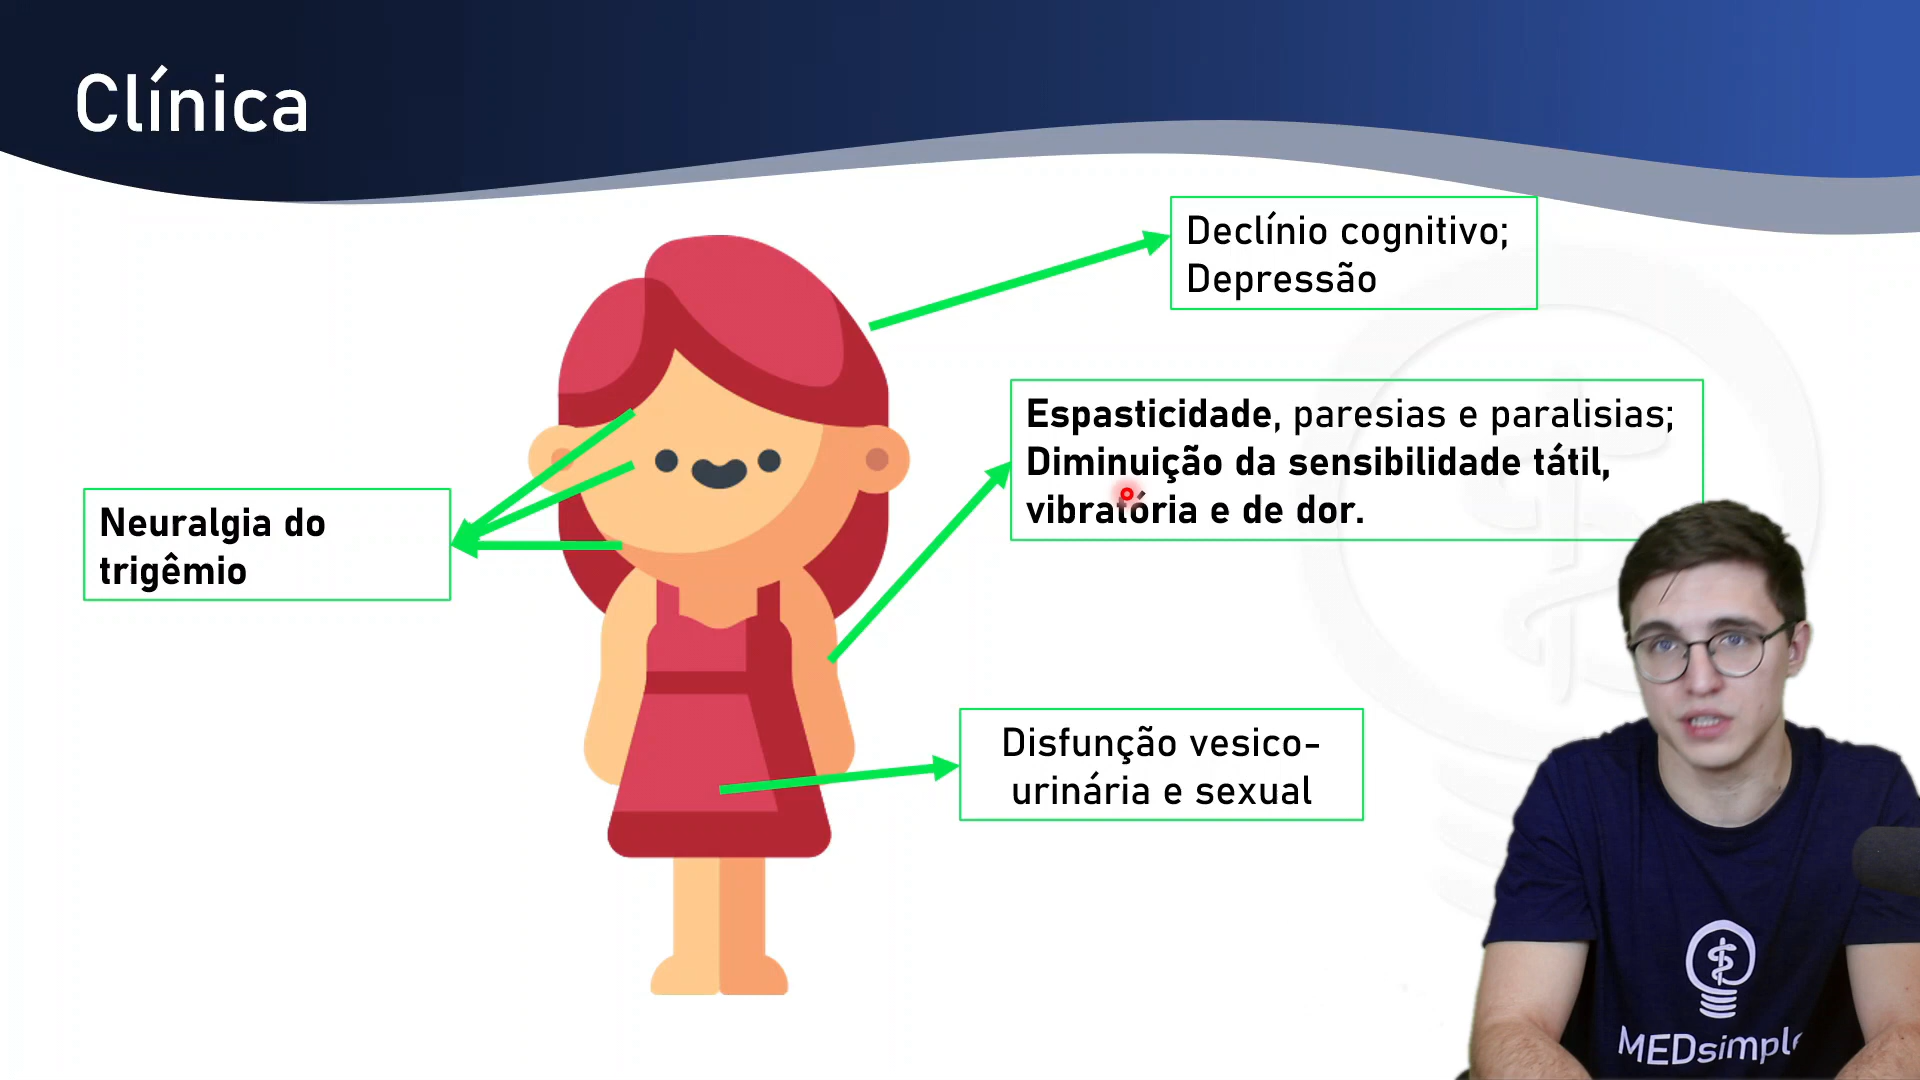 Clínica
Declínio cognitivo;
Depressão
Espasticidade, paresias e paralisias;
Diminuição da sensibilidade tátil,
vibratória e de dor.
Neuralgia do
trigêmio
Disfunção vesico-
urinária e sexual
MEDsimple